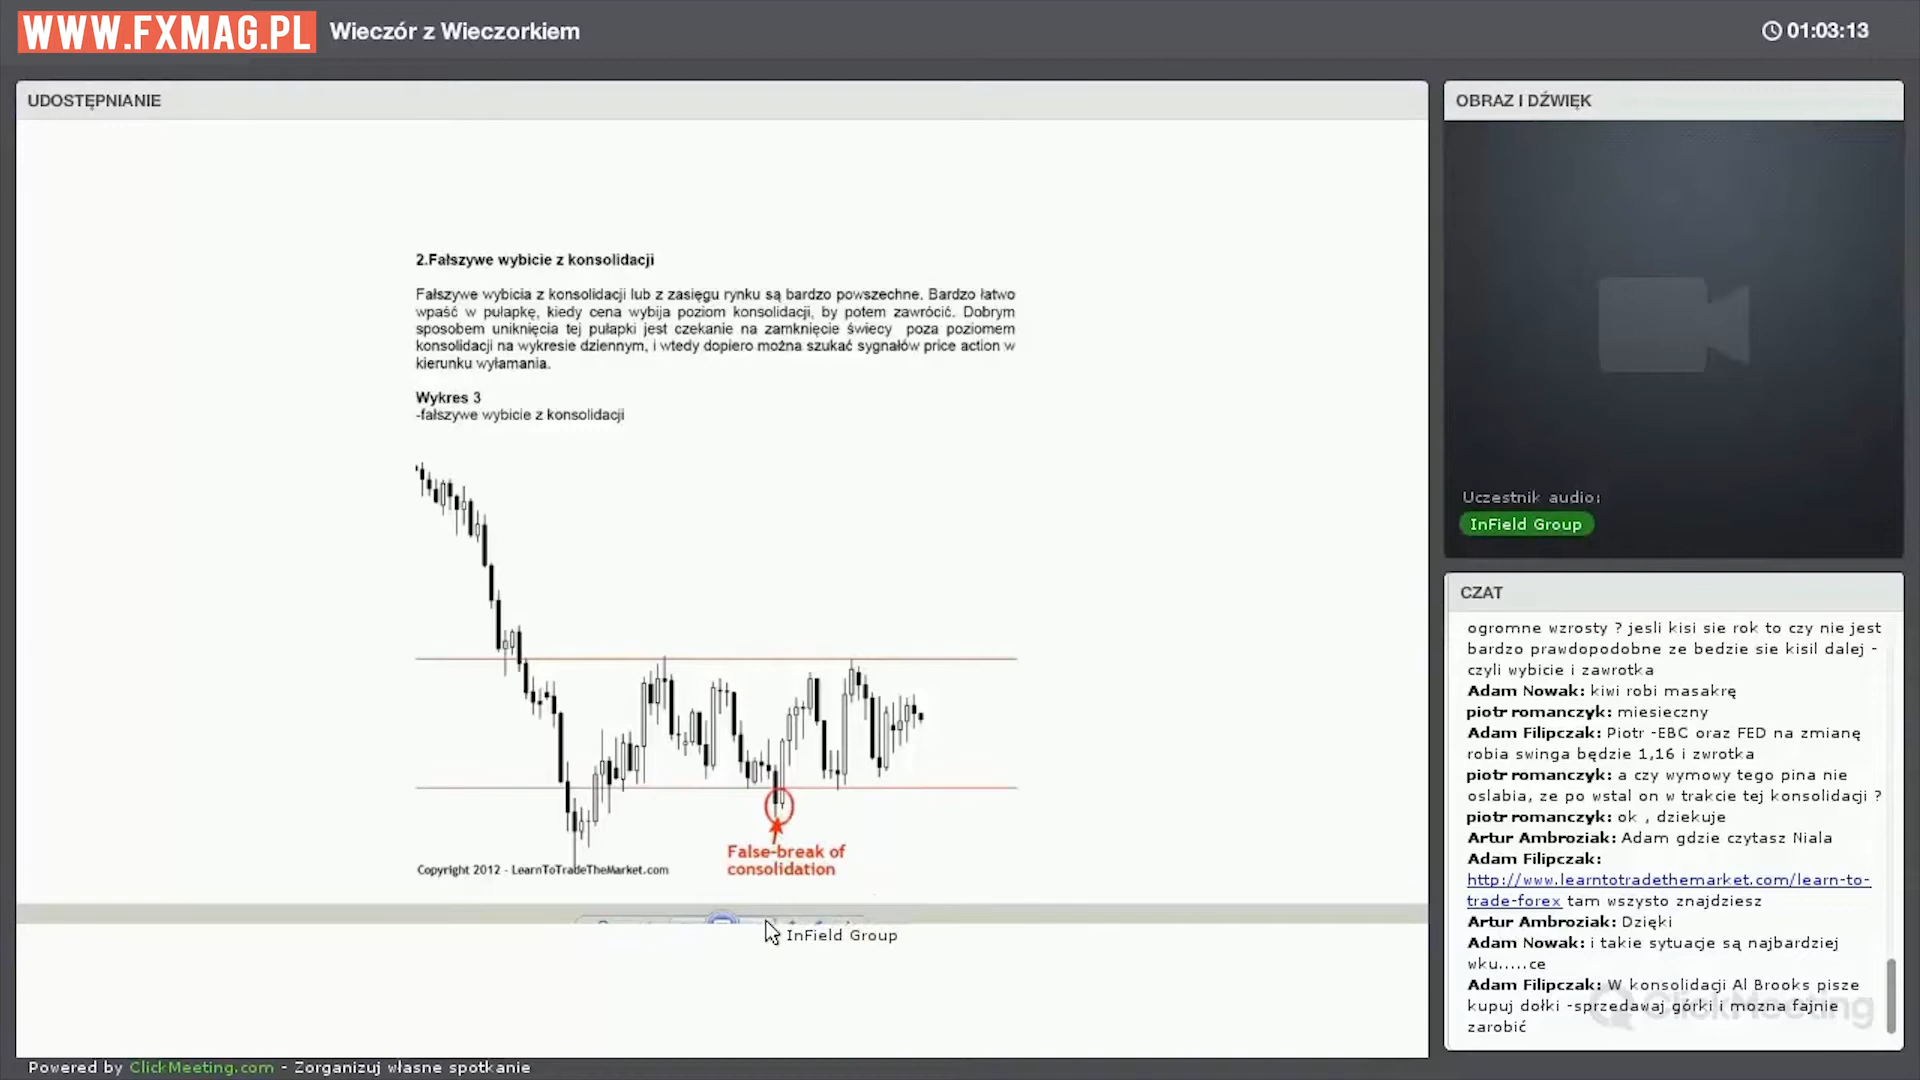 WWW.FXMAG.PL
Wieczór z Wieczorkiem
01:03:13
UDOSTĘPNIANIE
2.Fałszywe wybicie z konsolidacji
Fałszywe wybicia z konsolidacji lub z zasięgu rynku są bardzo powszechne. Bardzo łatwo
wpaść w pułapkę, kiedy cena wybija poziom konsolidacji, by potem zawrócić. Dobrym
sposobem uniknięcia tej pułapki jest czekanie na zamknięcie świecy poza poziomem
konsolidacji na wykresie dziennym, i wtedy dopiero można szukać sygnałów price action w
kierunku wyłamania.
Wykres 3
-fałszywe wybicie z konsolidacji
False-break of
consolidation
Copyright 2012 - LearnToTradeTheMarket.com
InField Group
OBRAZ I DŹWIĘK
Uczestnik audio:
InField Group
CZAT
ogromne wzrosty ? jesli kisi sie rok to czy nie jest
bardzo prawdopodobne ze bedzie sie kisil dalej -
czyli wybicie i zawrotka
Adam Nowak: kiwi robi masakrę
piotr romanczyk: miesieczny
Adam Filipczak: Piotr -EBC oraz FED na zmianę
robia swinga będzie 1,16 i zwrotka
piotr romanczyk: a czy wymowy tego pina nie
oslabia, ze po wstal on w trakcie tej konsolidacji ?
piotr romanczyk: ok , dziekuje
Artur Ambroziak: Adam gdzie czytasz Niala
Adam Filipczak:
http://www.learntotradethemarket.com/learn-to-
trade-forex tam wszysto znajdziesz
Artur Ambroziak: Dzięki
Adam Nowak: i takie sytuacje są najbardziej
wku.....ce
Adam Filipczak: W konsolidacji Al Brooks pisze
kupuj dołki -sprzedawaj górki i mozna fajnie
zarobić
ClickMeeting
Powered by ClickMeeting.com - Zorganizuj własne spotkanie